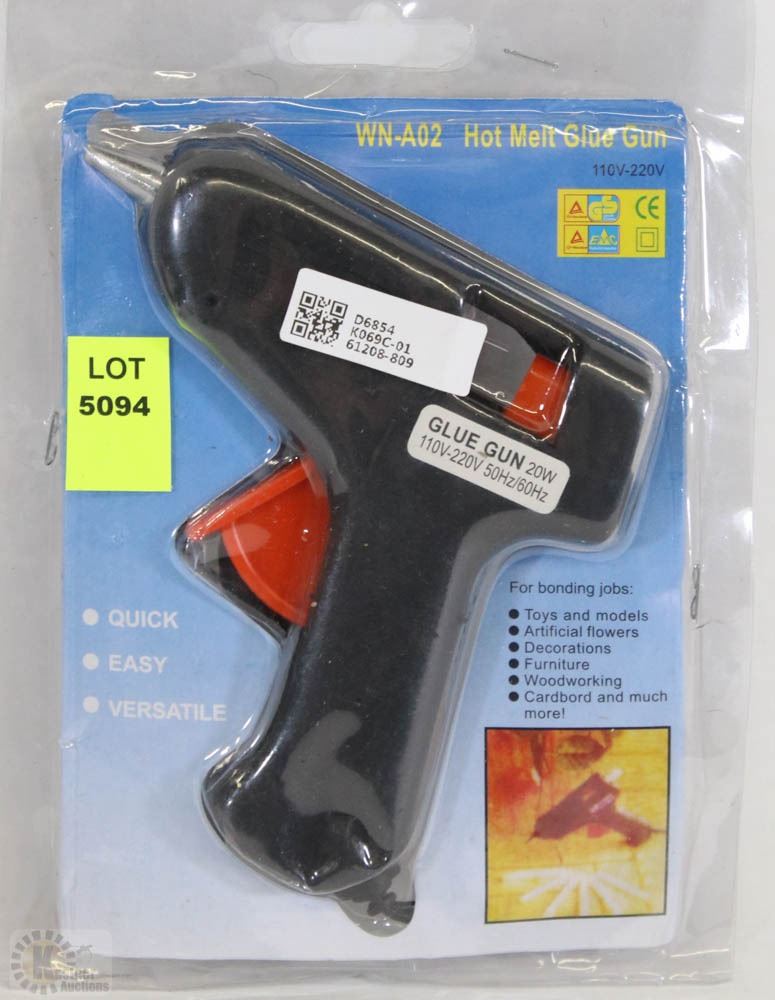 WN-A02 Hot Melt Glue Gun
110V-220V
CE
D6854
K069C-01
61208-809
LOT
5094
GLUE GUN 20W
110V-220V 50Hz/60Hz
QUICK
EASY
VERSATILE
For bonding jobs:
● Toys and models
● Artificial flowers
● Decorations
● Furniture
● Woodworking
● Cardbord and much
more!
Auctions